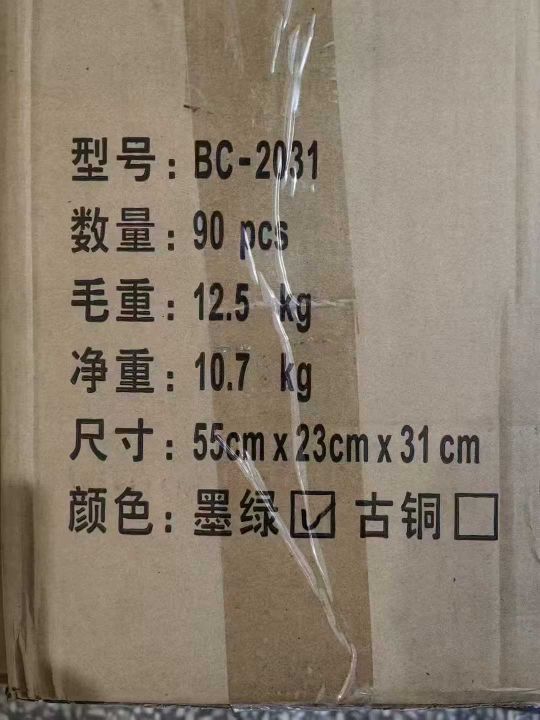 型号：BC-2031
数量：90 pcs
毛重：12.5 kg
净重：10.7 kg
尺寸：55cm x 23cm x 31 cm
颜色：墨绿☑ 古铜☐